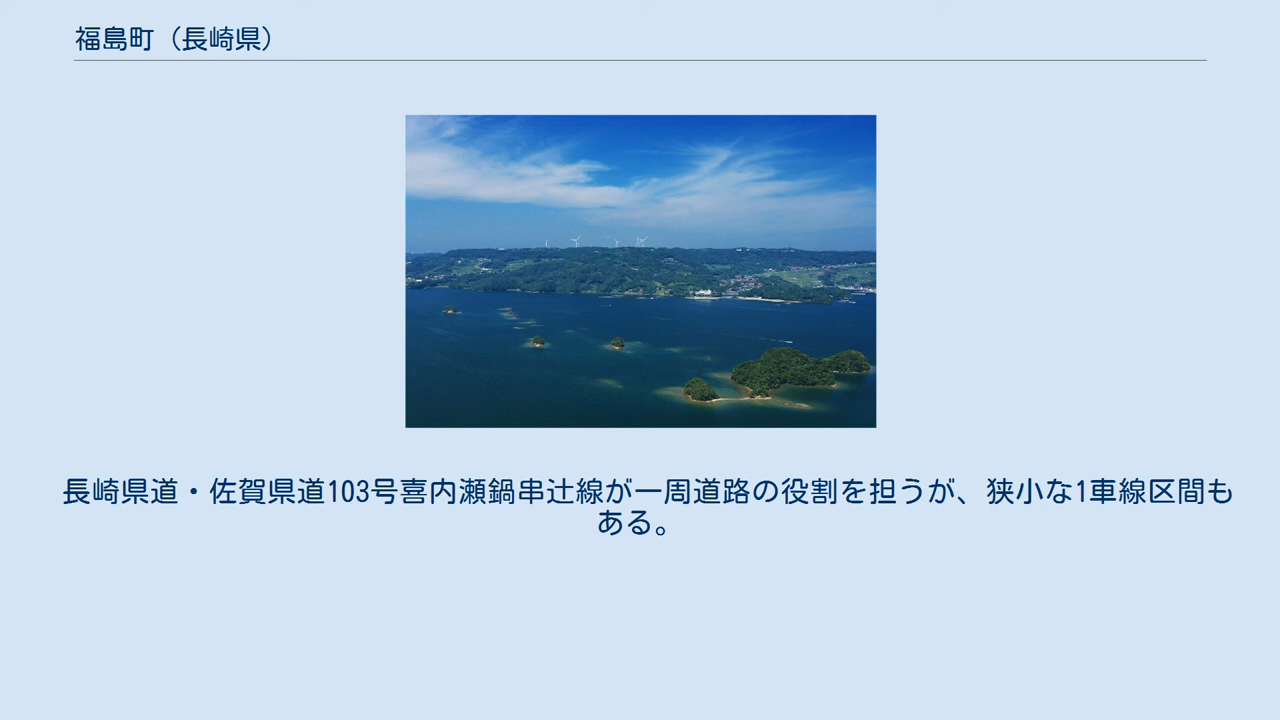 福島町（長崎県）
長崎県道・佐賀県道103号喜内瀬鍋串辻線が一周道路の役割を担うが、狭小な1車線区間も
ある。